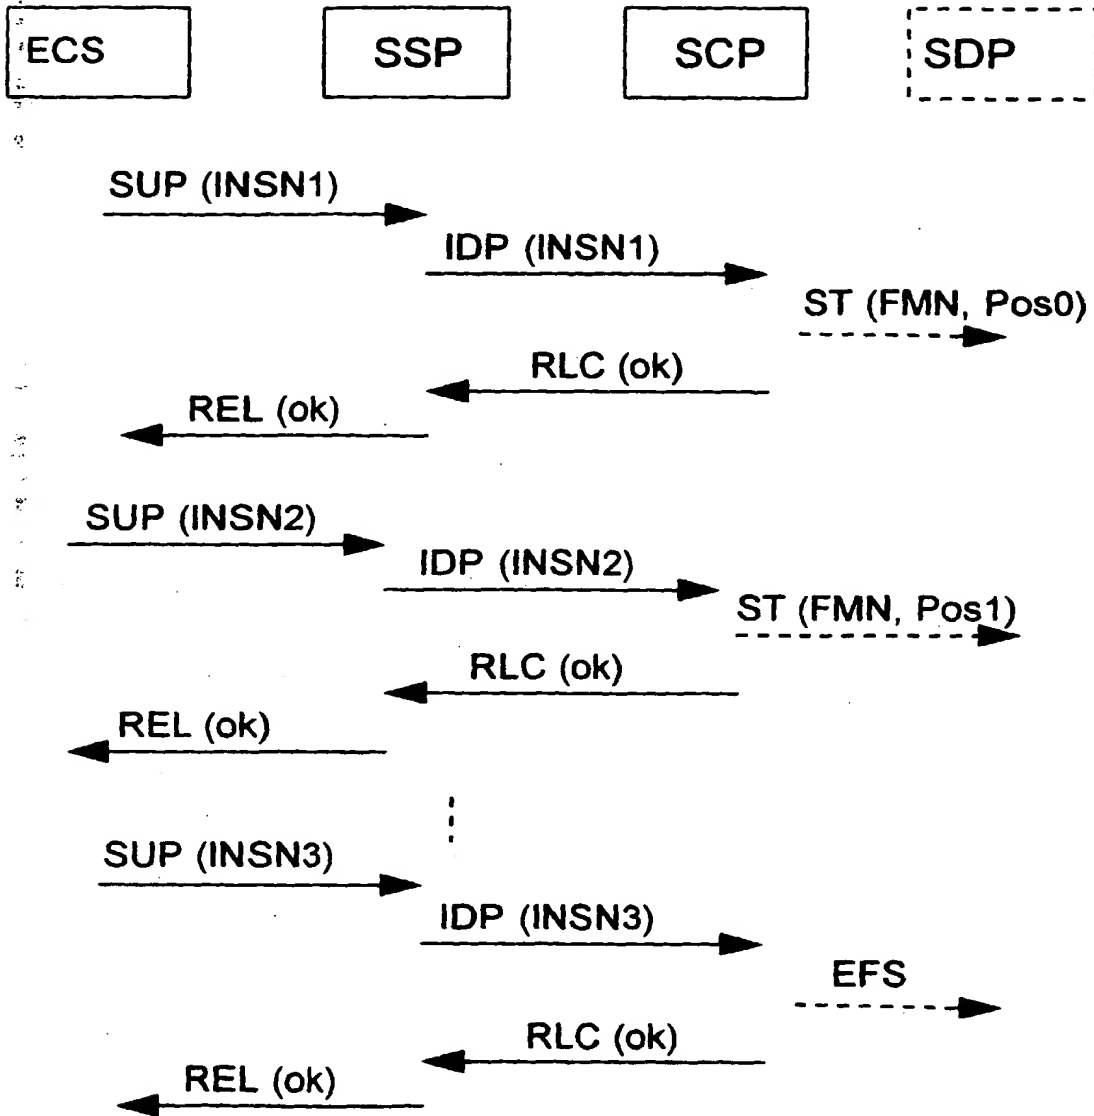 ECS
SSP
SCP
SDP
SUP (INSN1)
IDP (INSN1)
ST (FMN, Pos0)
RLC (ok)
REL (ok)
SUP (INSN2)
IDP (INSN2)
ST (FMN, Pos1)
RLC (ok)
REL (ok)
SUP (INSN3)
IDP (INSN3)
EFS
RLC (ok)
REL (ok)